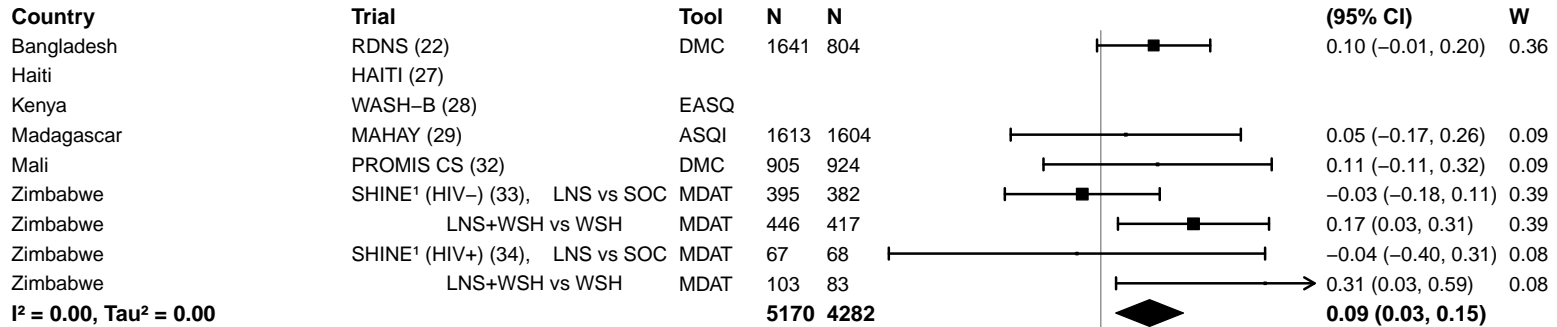 Country Trial Tool N N (95% CI) W
Bangladesh RDNS (22) DMC 1641 804 0.10 (−0.01, 0.20) 0.36
Haiti HAITI (27)
Kenya WASH−B (28) EASQ
Madagascar MAHAY (29) ASQI 1613 1604 0.05 (−0.17, 0.26) 0.09
Mali PROMIS CS (32) DMC 905 924 0.11 (−0.11, 0.32) 0.09
Zimbabwe SHINE¹ (HIV−) (33), LNS vs SOC MDAT 395 382 −0.03 (−0.18, 0.11) 0.39
Zimbabwe LNS+WSH vs WSH MDAT 446 417 0.17 (0.03, 0.31) 0.39
Zimbabwe SHINE¹ (HIV+) (34), LNS vs SOC MDAT 67 68 −0.04 (−0.40, 0.31) 0.08
Zimbabwe LNS+WSH vs WSH MDAT 103 83 0.31 (0.03, 0.59) 0.08
I² = 0.00, Tau² = 0.00 5170 4282 0.09 (0.03, 0.15)